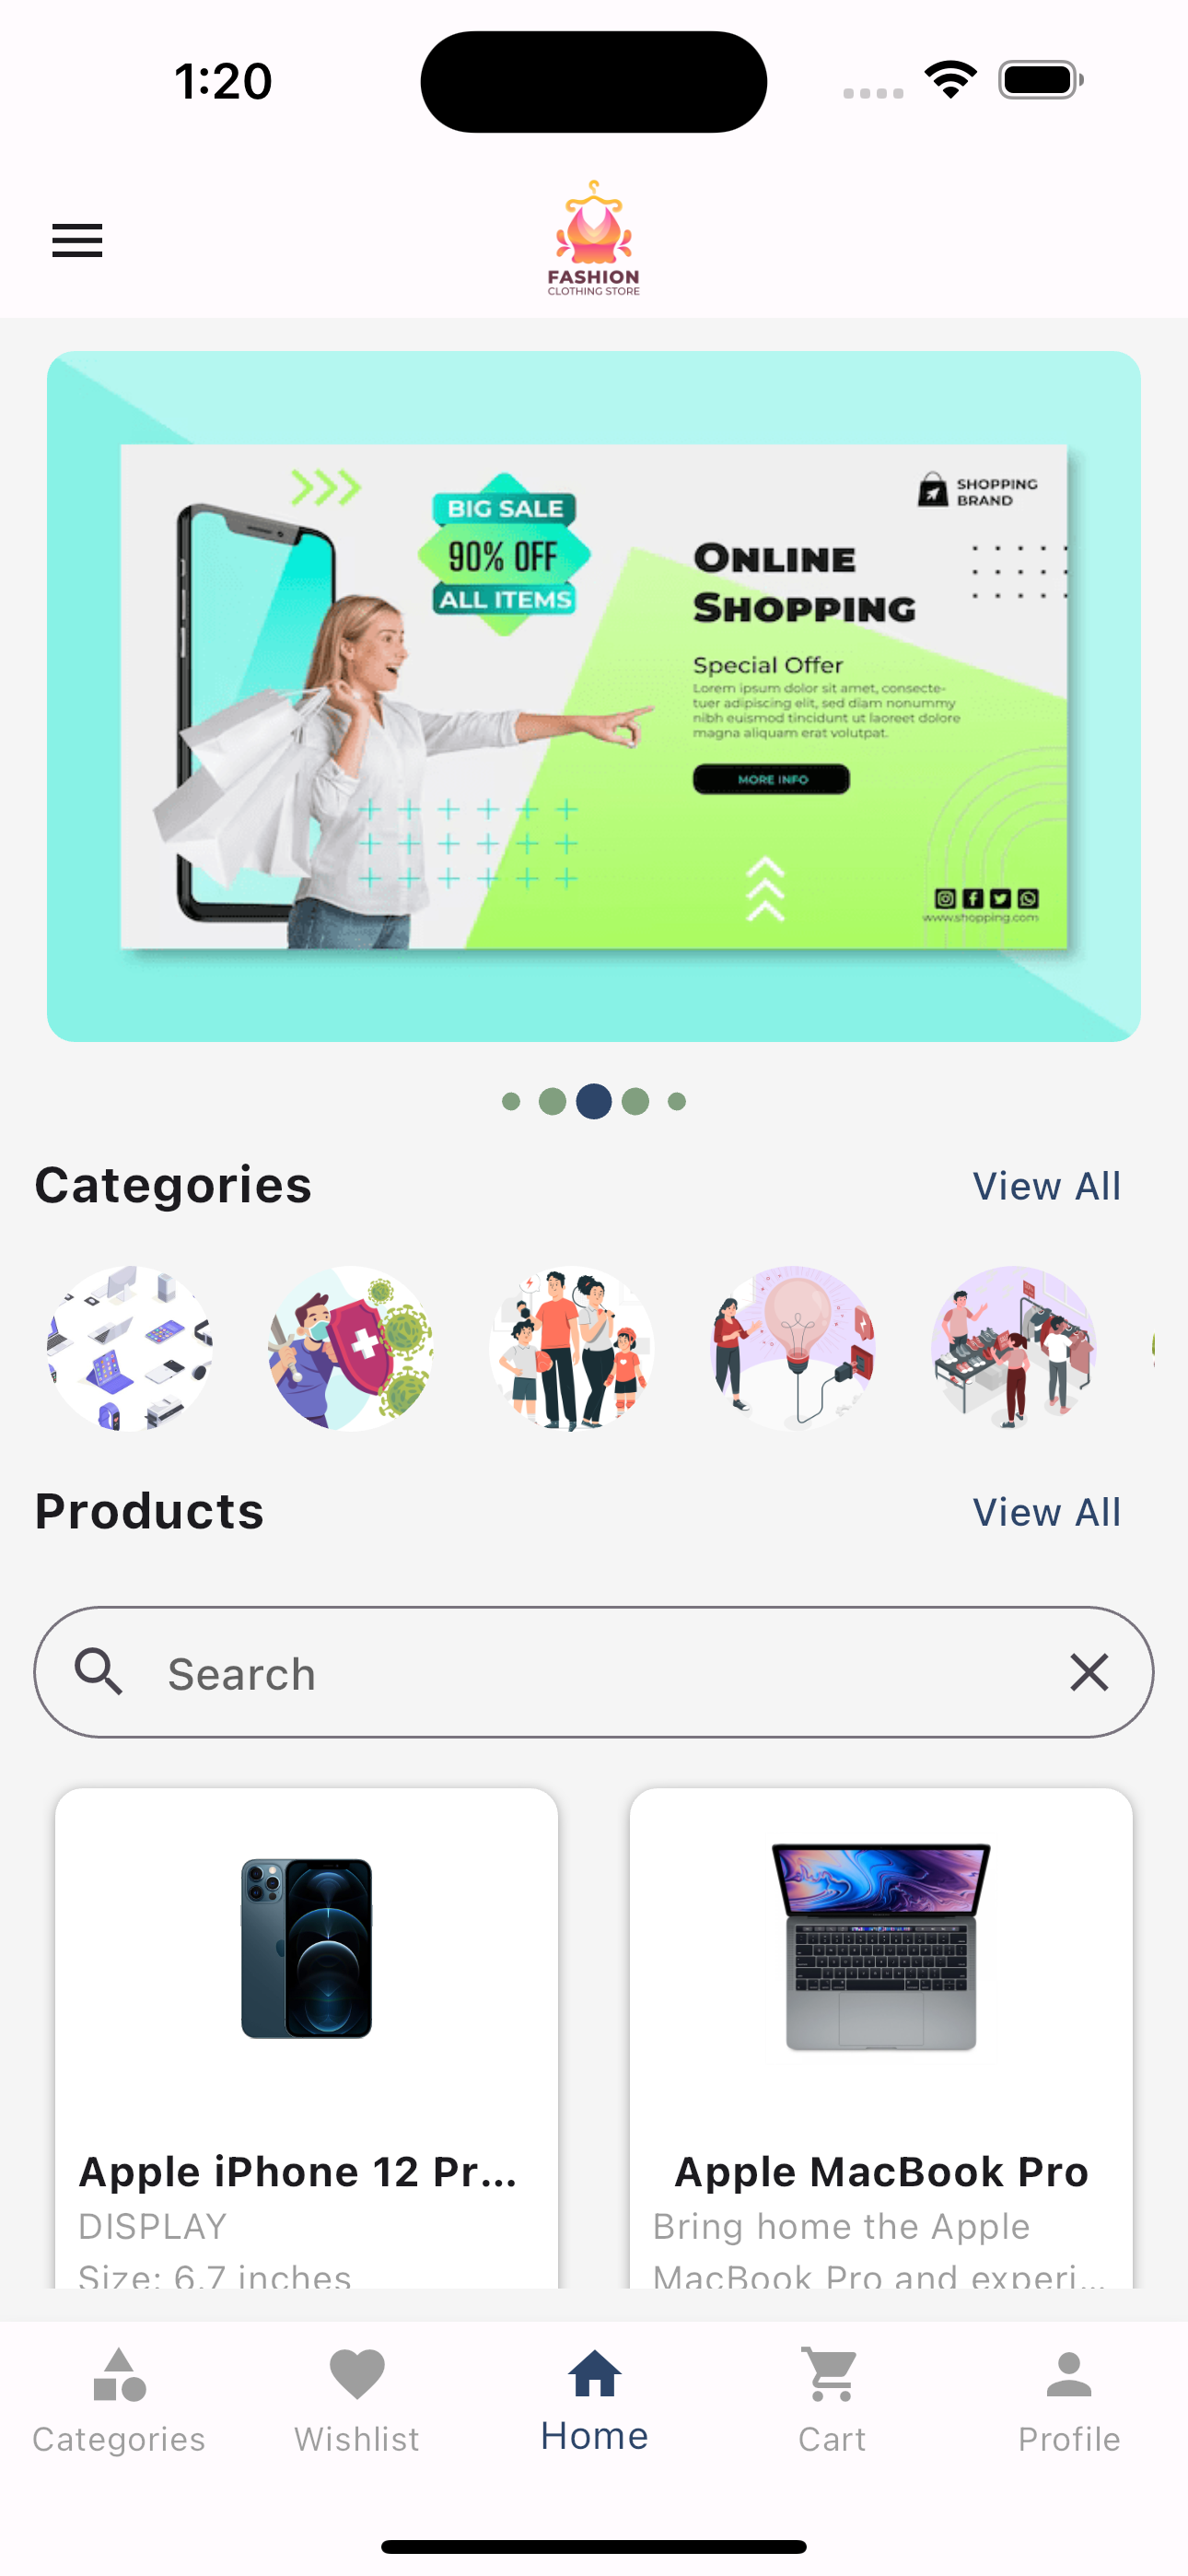 1:20
FASHION
CLOTHING STORE
BIG SALE
90% OFF
ALL ITEMS
SHOPPING
BRAND
ONLINE
SHOPPING
Special Offer
Lorem ipsum dolor sit amet, consecte-
tuer adipiscing elit, sed diam nonummy
nibh euismod tincidunt ut laoreet dolore
magna aliquam erat volutpat.
MORE INFO
www.shopping.com
Categories
View All
Products
View All
Search
Apple iPhone 12 Pr...
Apple MacBook Pro
DISPLAY
Size: 6.7 inches
Bring home the Apple
MacBook Pro and experi...
Categories
Wishlist
Home
Cart
Profile